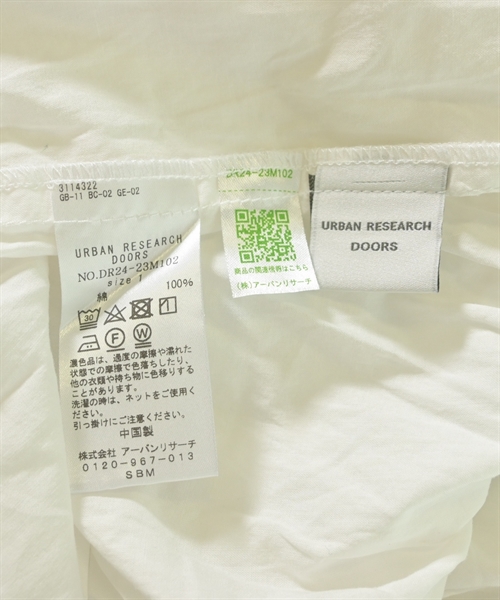 3114322
GB-11 BC-02 GE-02
URBAN RESEARCH
DOORS
NO.DR24-23M102
size 1
綿 100%
30
F
W
濃色品は、過度の摩擦や濡れた
状態での摩擦で色落ちしたり、
他の衣類や持ち物に色移りする
ことがあります。
洗濯の時は、ネットをご使用く
ださい。
引っ掛けにご注意ください。
中国製
株式会社 アーバンリサーチ
0120-967-013
SBM
DR24-23M102
商品の関連情報はこちら
(株)アーバンリサーチ
URBAN RESEARCH
DOORS